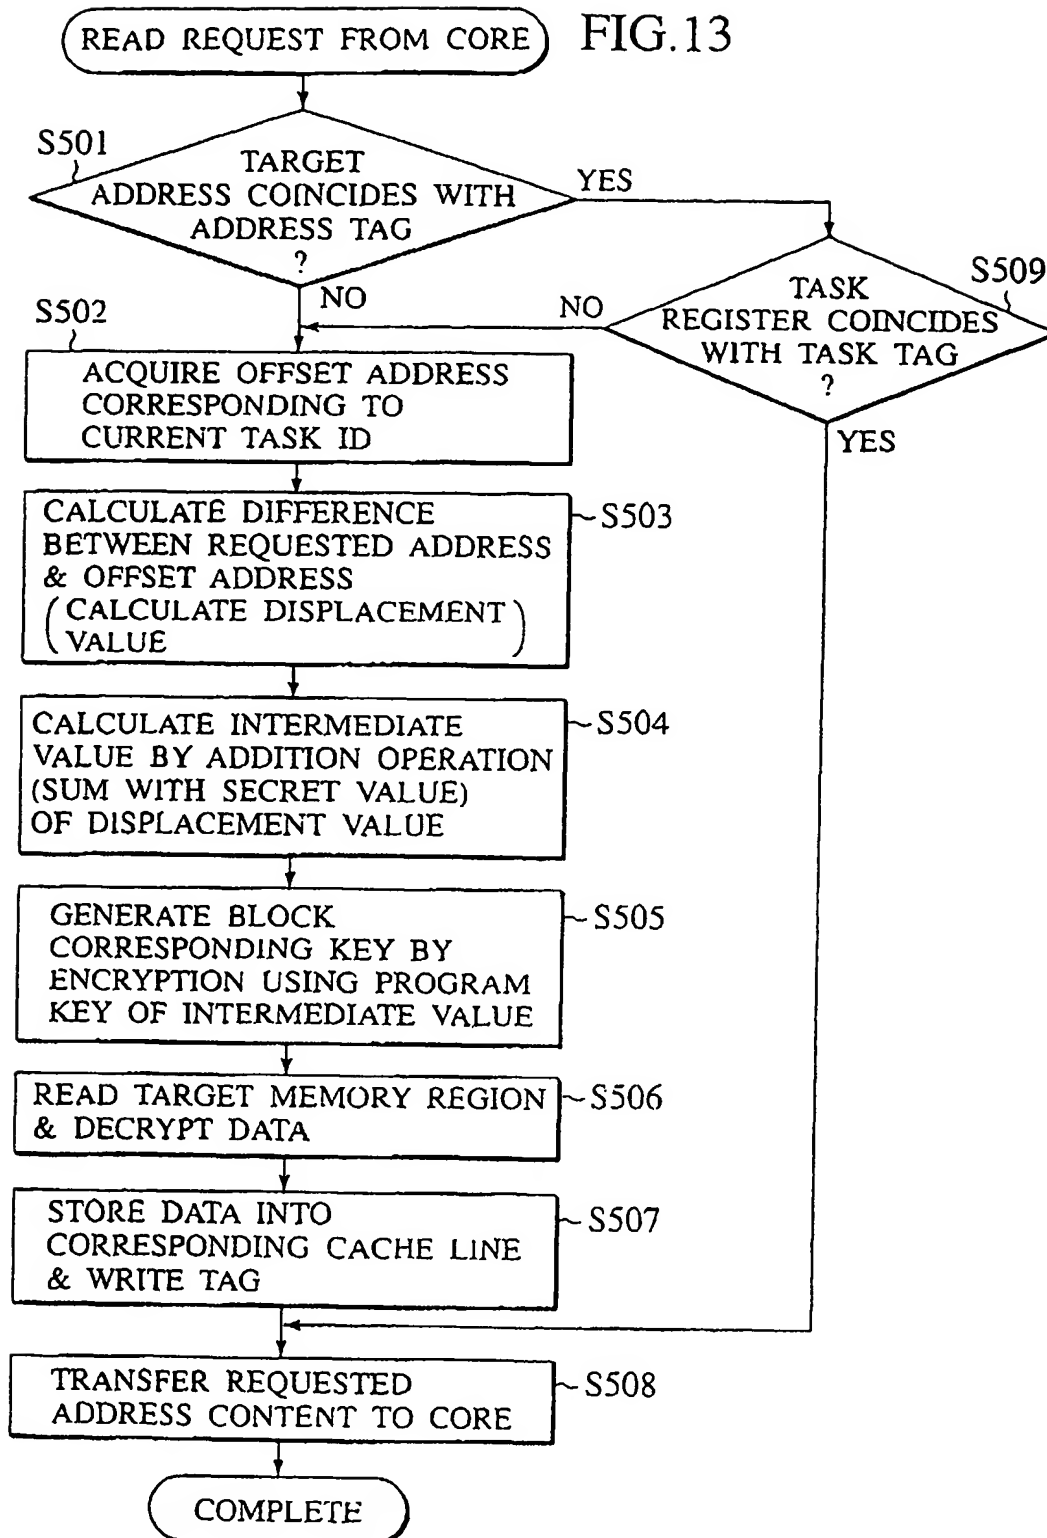 READ REQUEST FROM CORE
FIG.13
S501
TARGET
ADDRESS COINCIDES WITH
ADDRESS TAG
?
YES
NO
S509
TASK
REGISTER COINCIDES
WITH TASK TAG
?
NO
YES
S502
ACQUIRE OFFSET ADDRESS
CORRESPONDING TO
CURRENT TASK ID
CALCULATE DIFFERENCE
BETWEEN REQUESTED ADDRESS
& OFFSET ADDRESS
(CALCULATE DISPLACEMENT
VALUE)
S503
CALCULATE INTERMEDIATE
VALUE BY ADDITION OPERATION
(SUM WITH SECRET VALUE)
OF DISPLACEMENT VALUE
S504
GENERATE BLOCK
CORRESPONDING KEY BY
ENCRYPTION USING PROGRAM
KEY OF INTERMEDIATE VALUE
S505
READ TARGET MEMORY REGION
& DECRYPT DATA
S506
STORE DATA INTO
CORRESPONDING CACHE LINE
& WRITE TAG
S507
TRANSFER REQUESTED
ADDRESS CONTENT TO CORE
S508
COMPLETE